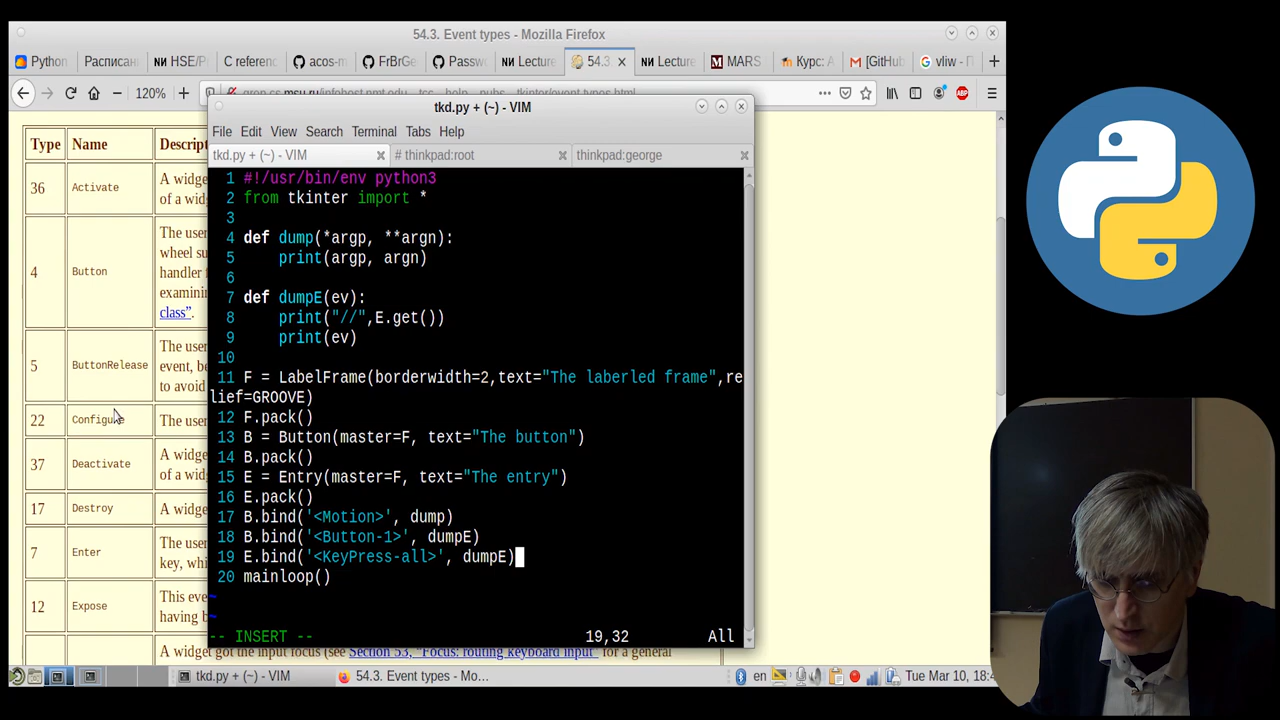 54.3. Event types - Mozilla Firefox
Python
Расписан
HSE/P
C referenc
acos-m
FrBrGe
Passwo
Lecture
54.3
Lecture
MARS
Курс: A
[GitHub
vliw — G
120%
tkd.py + (~) - VIM
File Edit View Search Terminal Tabs Help
tkd.py + (~) - VIM
# thinkpad:root
thinkpad:george
1 #!/usr/bin/env python3
2 from tkinter import *
3
4 def dump(*argp, **argn):
5     print(argp, argn)
6
7 def dumpE(ev):
8     print("//",E.get())
9     print(ev)
10
11 F = LabelFrame(borderwidth=2,text="The laberled frame",re
lief=GROOVE)
12 F.pack()
13 B = Button(master=F, text="The button")
14 B.pack()
15 E = Entry(master=F, text="The entry")
16 E.pack()
17 B.bind('<Motion>', dump)
18 B.bind('<Button-1>', dumpE)
19 E.bind('<KeyPress-all>', dumpE)
20 mainloop()
~
~
-- INSERT --
19,32
All
Type Name Descript
36 Activate A widge
of a wid
4 Button The user
wheel su
handler f
examinin
class”.
5 ButtonRelease The user
event, be
to avoid
22 Configure The user
37 Deactivate A widge
of a wid
17 Destroy A widge
7 Enter The user
key, whi
12 Expose This eve
having b
A widget got the input focus (see Section 53, “Focus: routing keyboard input” for a general
tkd.py + (~) - VIM
54.3. Event types - Mo...
en
Tue Mar 10, 18:4